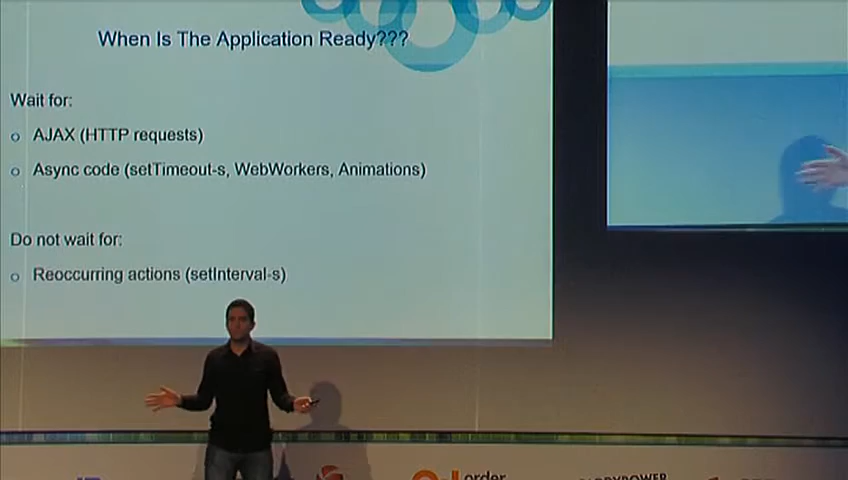 When Is The Application Ready???
Wait for:
o AJAX (HTTP requests)
o Async code (setTimeout-s, WebWorkers, Animations)
Do not wait for:
o Reoccurring actions (setInterval-s)
order